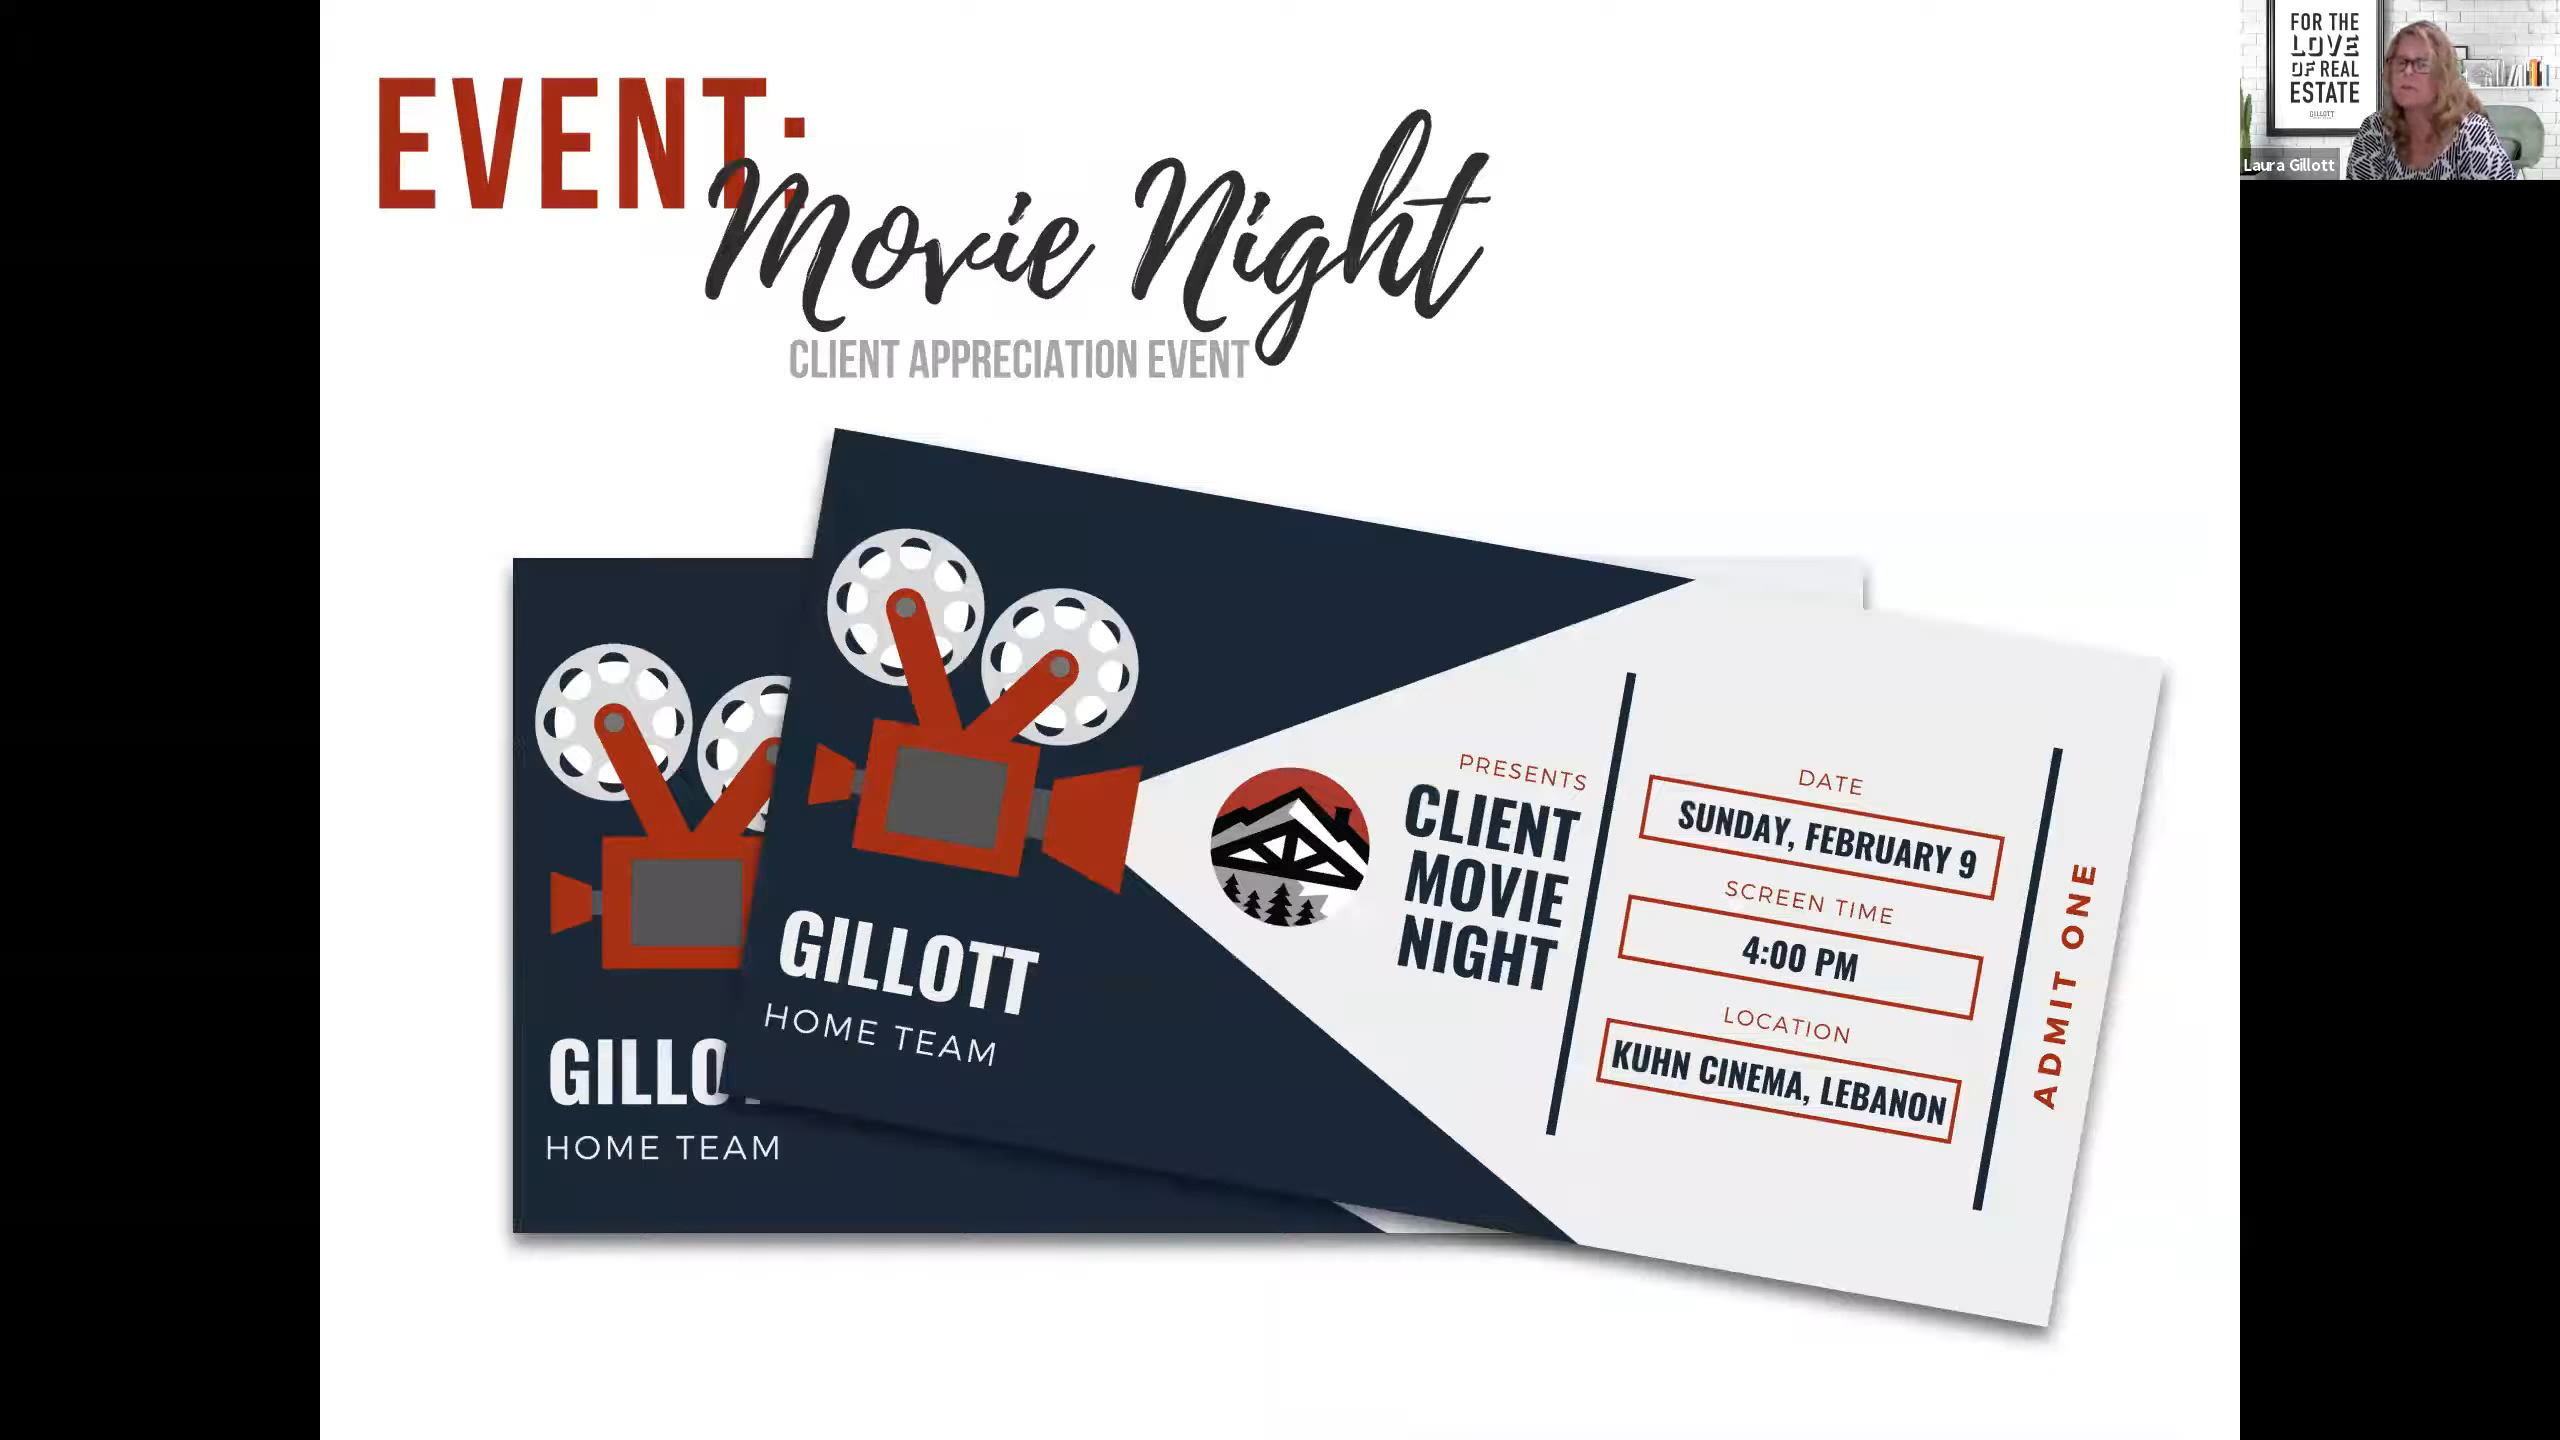 EVENT:
Movie Night
CLIENT APPRECIATION EVENT
GILLOTT
HOME TEAM
PRESENTS
CLIENT
MOVIE
NIGHT
DATE
SUNDAY, FEBRUARY 9
SCREEN TIME
4:00 PM
LOCATION
KUHN CINEMA, LEBANON
ADMIT ONE
GILLO
HOME TEAM
FOR THE
LOVE
OF REAL
ESTATE
GILLOTT
Laura Gillott